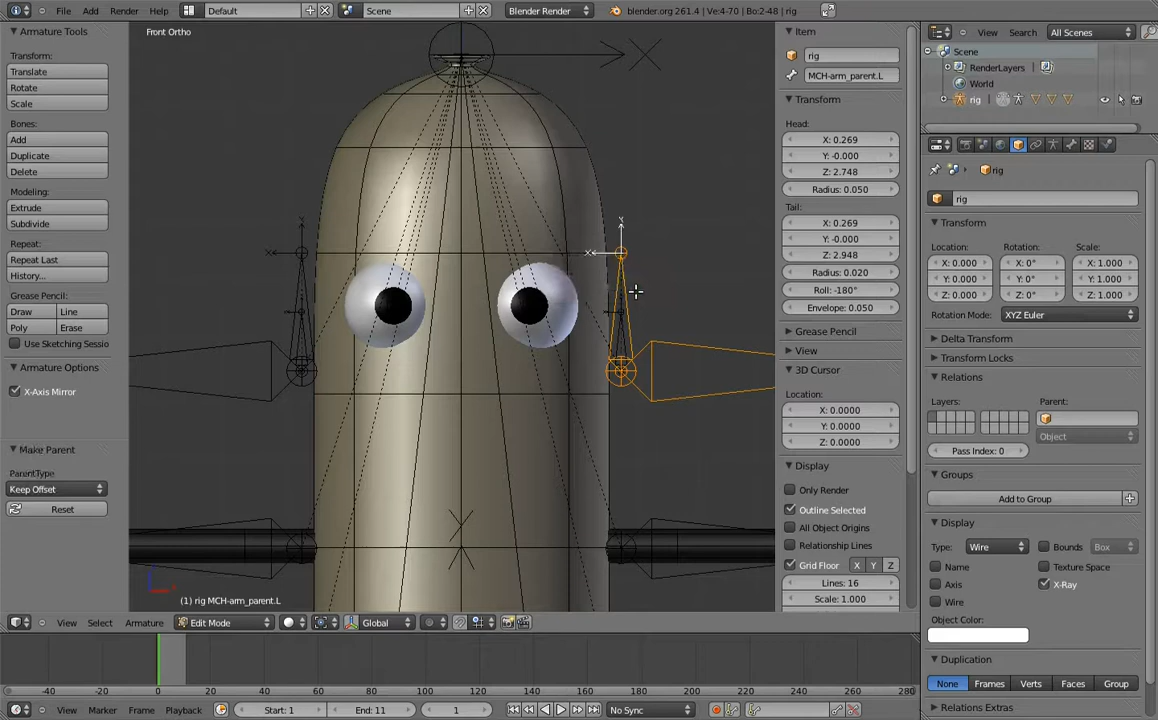 File Add Render Help Default Scene Blender Render blender.org 261.4 | Ve:4-70 | Bo:2-48 | rig
Armature Tools
Transform:
Translate
Rotate
Scale
Bones:
Add
Duplicate
Delete
Modeling:
Extrude
Subdivide
Repeat:
Repeat Last
History...
Grease Pencil:
Draw Line
Poly Erase
Use Sketching Sessio
Armature Options
X-Axis Mirror
Make Parent
ParentType
Keep Offset
Reset
Front Ortho
(1) rig MCH-arm_parent.L
Item
rig
MCH-arm_parent.L
Transform
Head:
X: 0.269
Y: -0.000
Z: 2.748
Radius: 0.050
Tail:
X: 0.269
Y: -0.000
Z: 2.948
Radius: 0.020
Roll: -180°
Envelope: 0.050
Grease Pencil
View
3D Cursor
Location:
X: 0.0000
Y: 0.0000
Z: 0.0000
Display
Only Render
Outline Selected
All Object Origins
Relationship Lines
Grid Floor X Y Z
Lines: 16
Scale: 1.000
View Search All Scenes
Scene
RenderLayers
World
rig
rig
rig
Transform
Location: Rotation: Scale:
X: 0.000 X: 0° X: 1.000
Y: 0.000 Y: 0° Y: 1.000
Z: 0.000 Z: 0° Z: 1.000
Rotation Mode: XYZ Euler
Delta Transform
Transform Locks
Relations
Layers: Parent:
Object
Pass Index: 0
Groups
Add to Group
Display
Type: Wire Bounds Box
Name Texture Space
Axis X-Ray
Wire
Object Color:
Duplication
None Frames Verts Faces Group
Relations Extras
View Select Armature Edit Mode Global
-40 -20 0 20 40 60 80 100 120 140 160 180 200 220 240 260 280
View Marker Frame Playback Start: 1 End: 11 1 No Sync